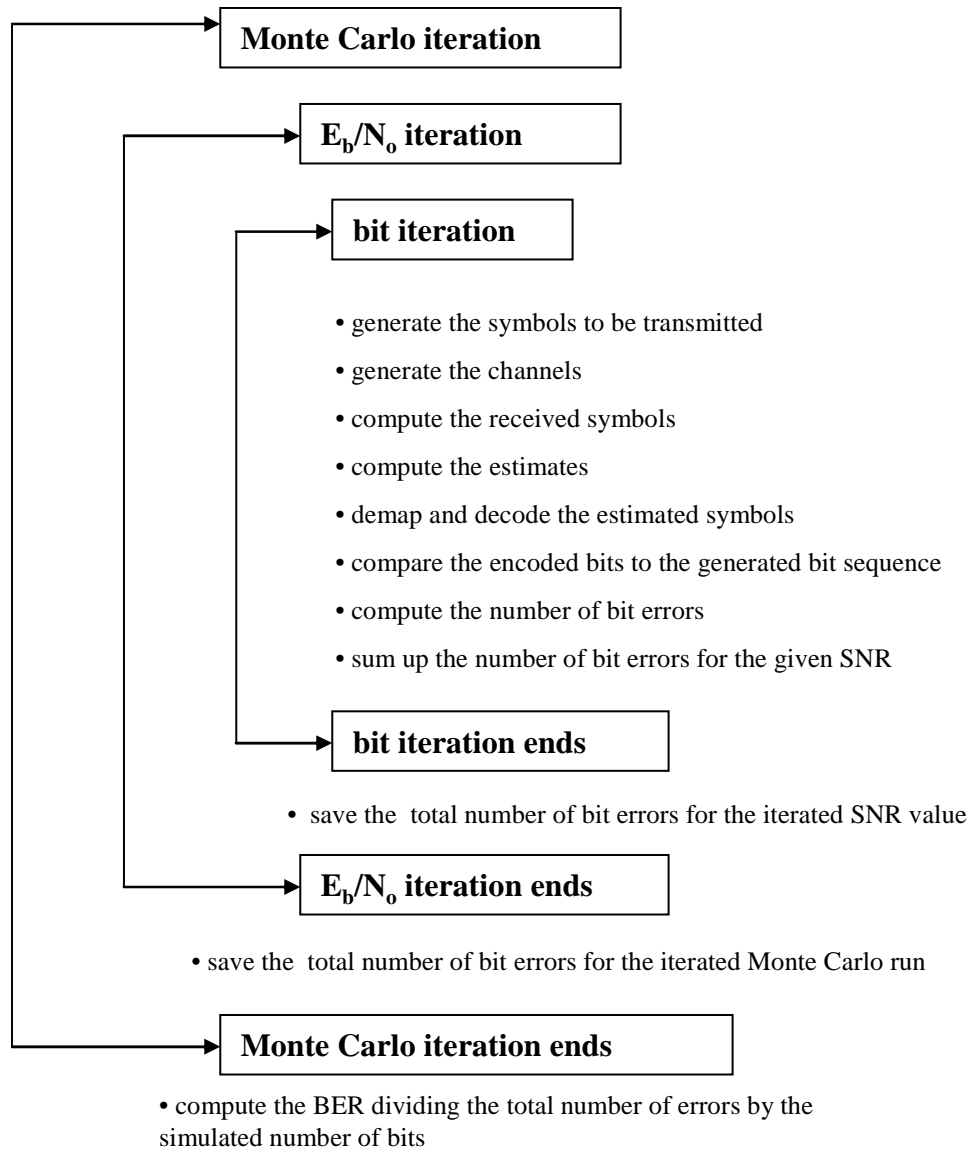 Monte Carlo iteration
Eb/No iteration
bit iteration
• generate the symbols to be transmitted
• generate the channels
• compute the received symbols
• compute the estimates
• demap and decode the estimated symbols
• compare the encoded bits to the generated bit sequence
• compute the number of bit errors
• sum up the number of bit errors for the given SNR
bit iteration ends
• save the total number of bit errors for the iterated SNR value
Eb/No iteration ends
• save the total number of bit errors for the iterated Monte Carlo run
Monte Carlo iteration ends
• compute the BER dividing the total number of errors by the
simulated number of bits